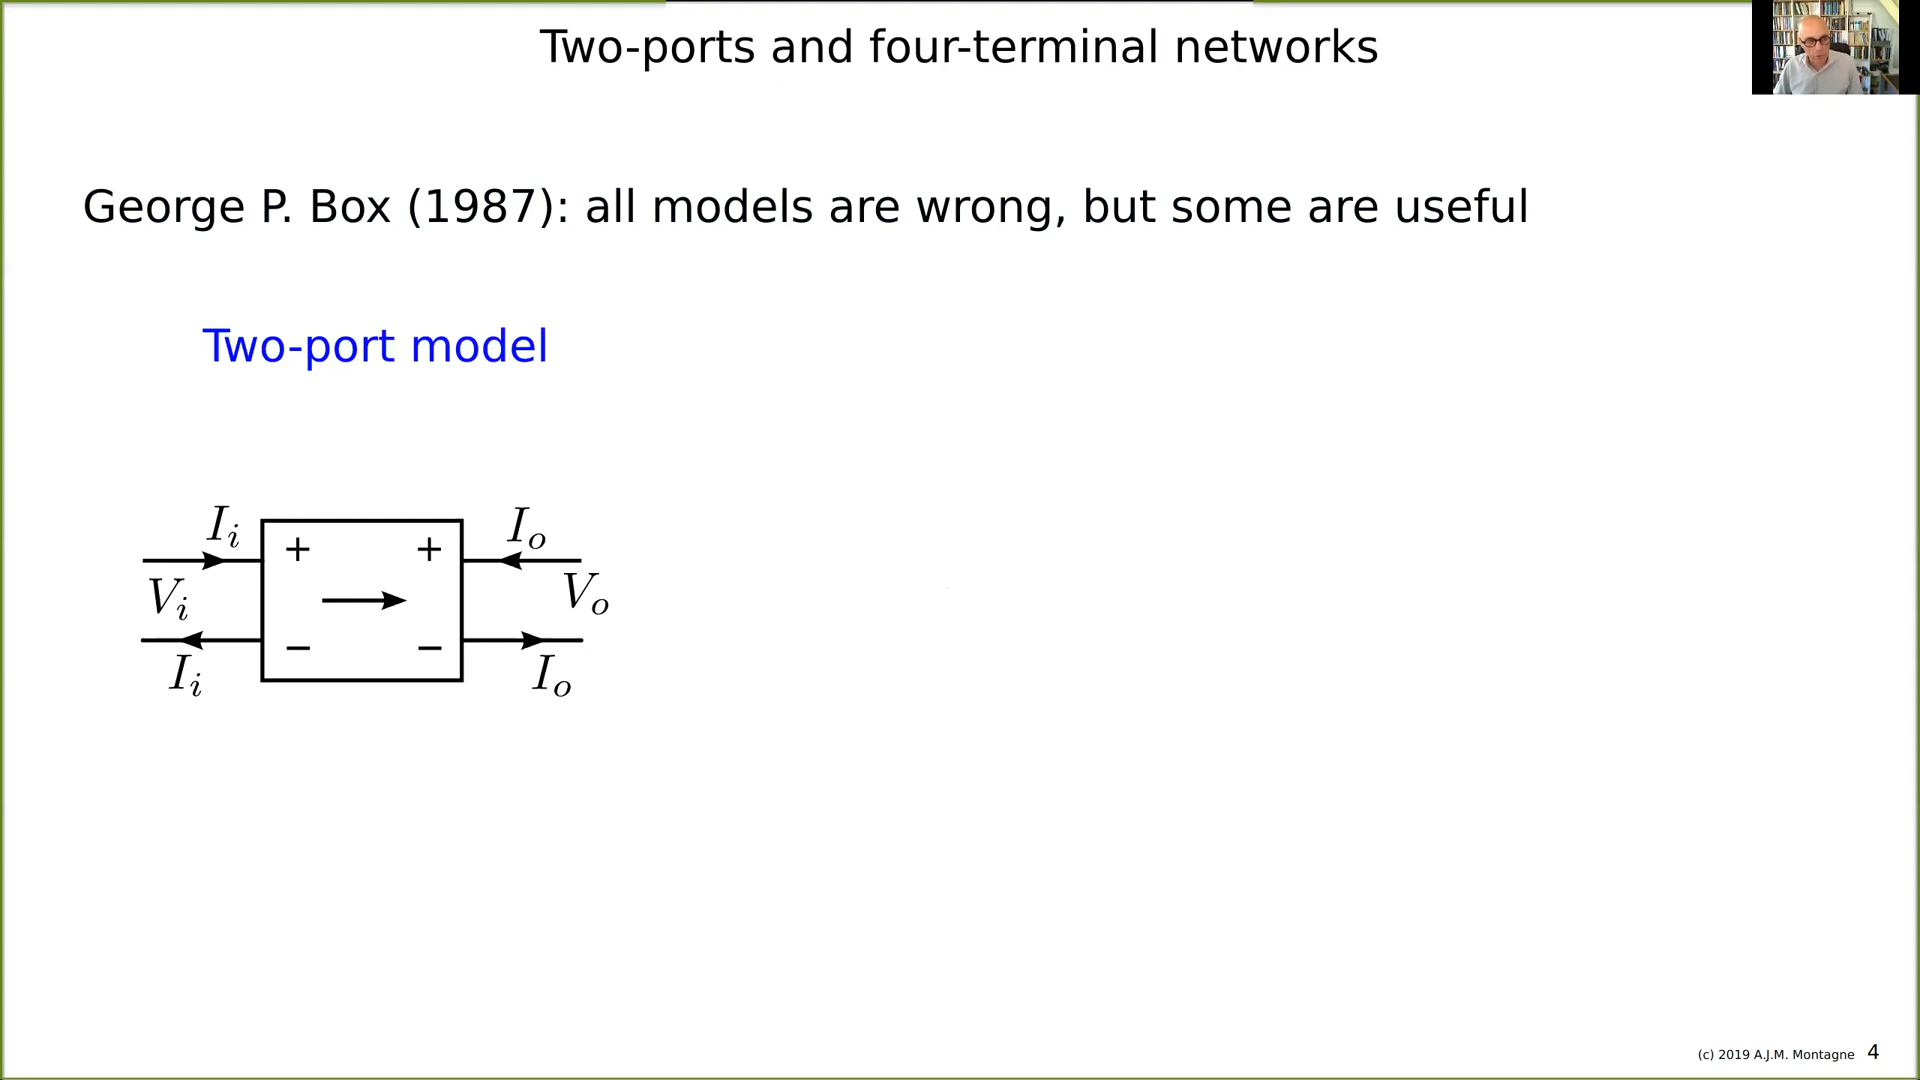 Two-ports and four-terminal networks
George P. Box (1987): all models are wrong, but some are useful
Two-port model
I_i I_o
+ +
V_i V_o
− −
I_i I_o
(c) 2019 A.J.M. Montagne 4